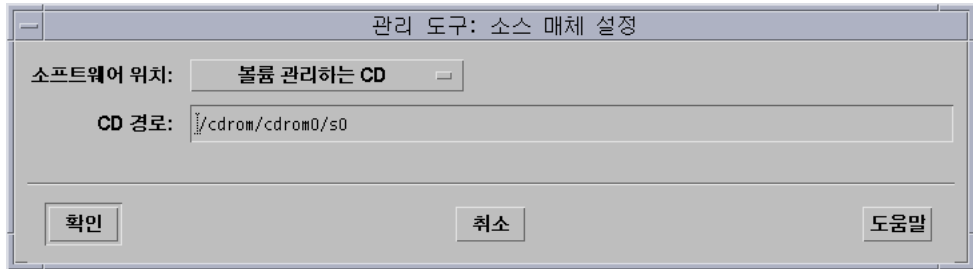 관리 도구: 소스 매체 설정
소프트웨어 위치: 볼륨 관리하는 CD
CD 경로: /cdrom/cdrom0/s0
확인 취소 도움말